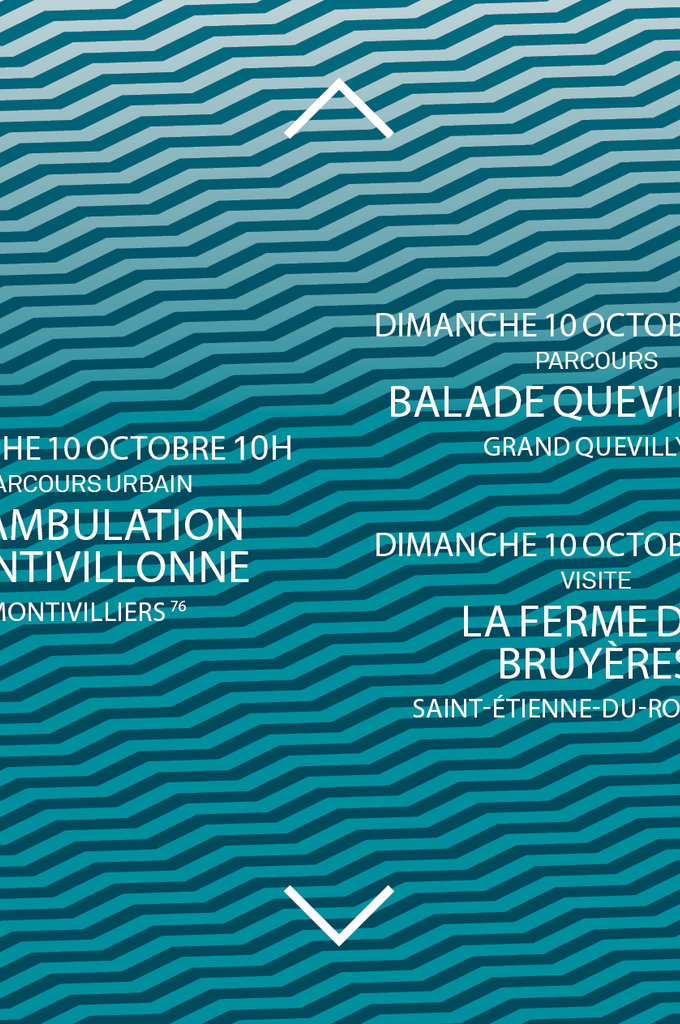 HE 10 OCTOBRE 10H
ARCOURS URBAIN
AMBULATION
NTIVILLONNE
MONTIVILLIERS 76
DIMANCHE 10 OCTOB
PARCOURS
BALADE QUEVI
GRAND QUEVILLY
DIMANCHE 10 OCTOB
VISITE
LA FERME D
BRUYÈRES
SAINT-ÉTIENNE-DU-RO